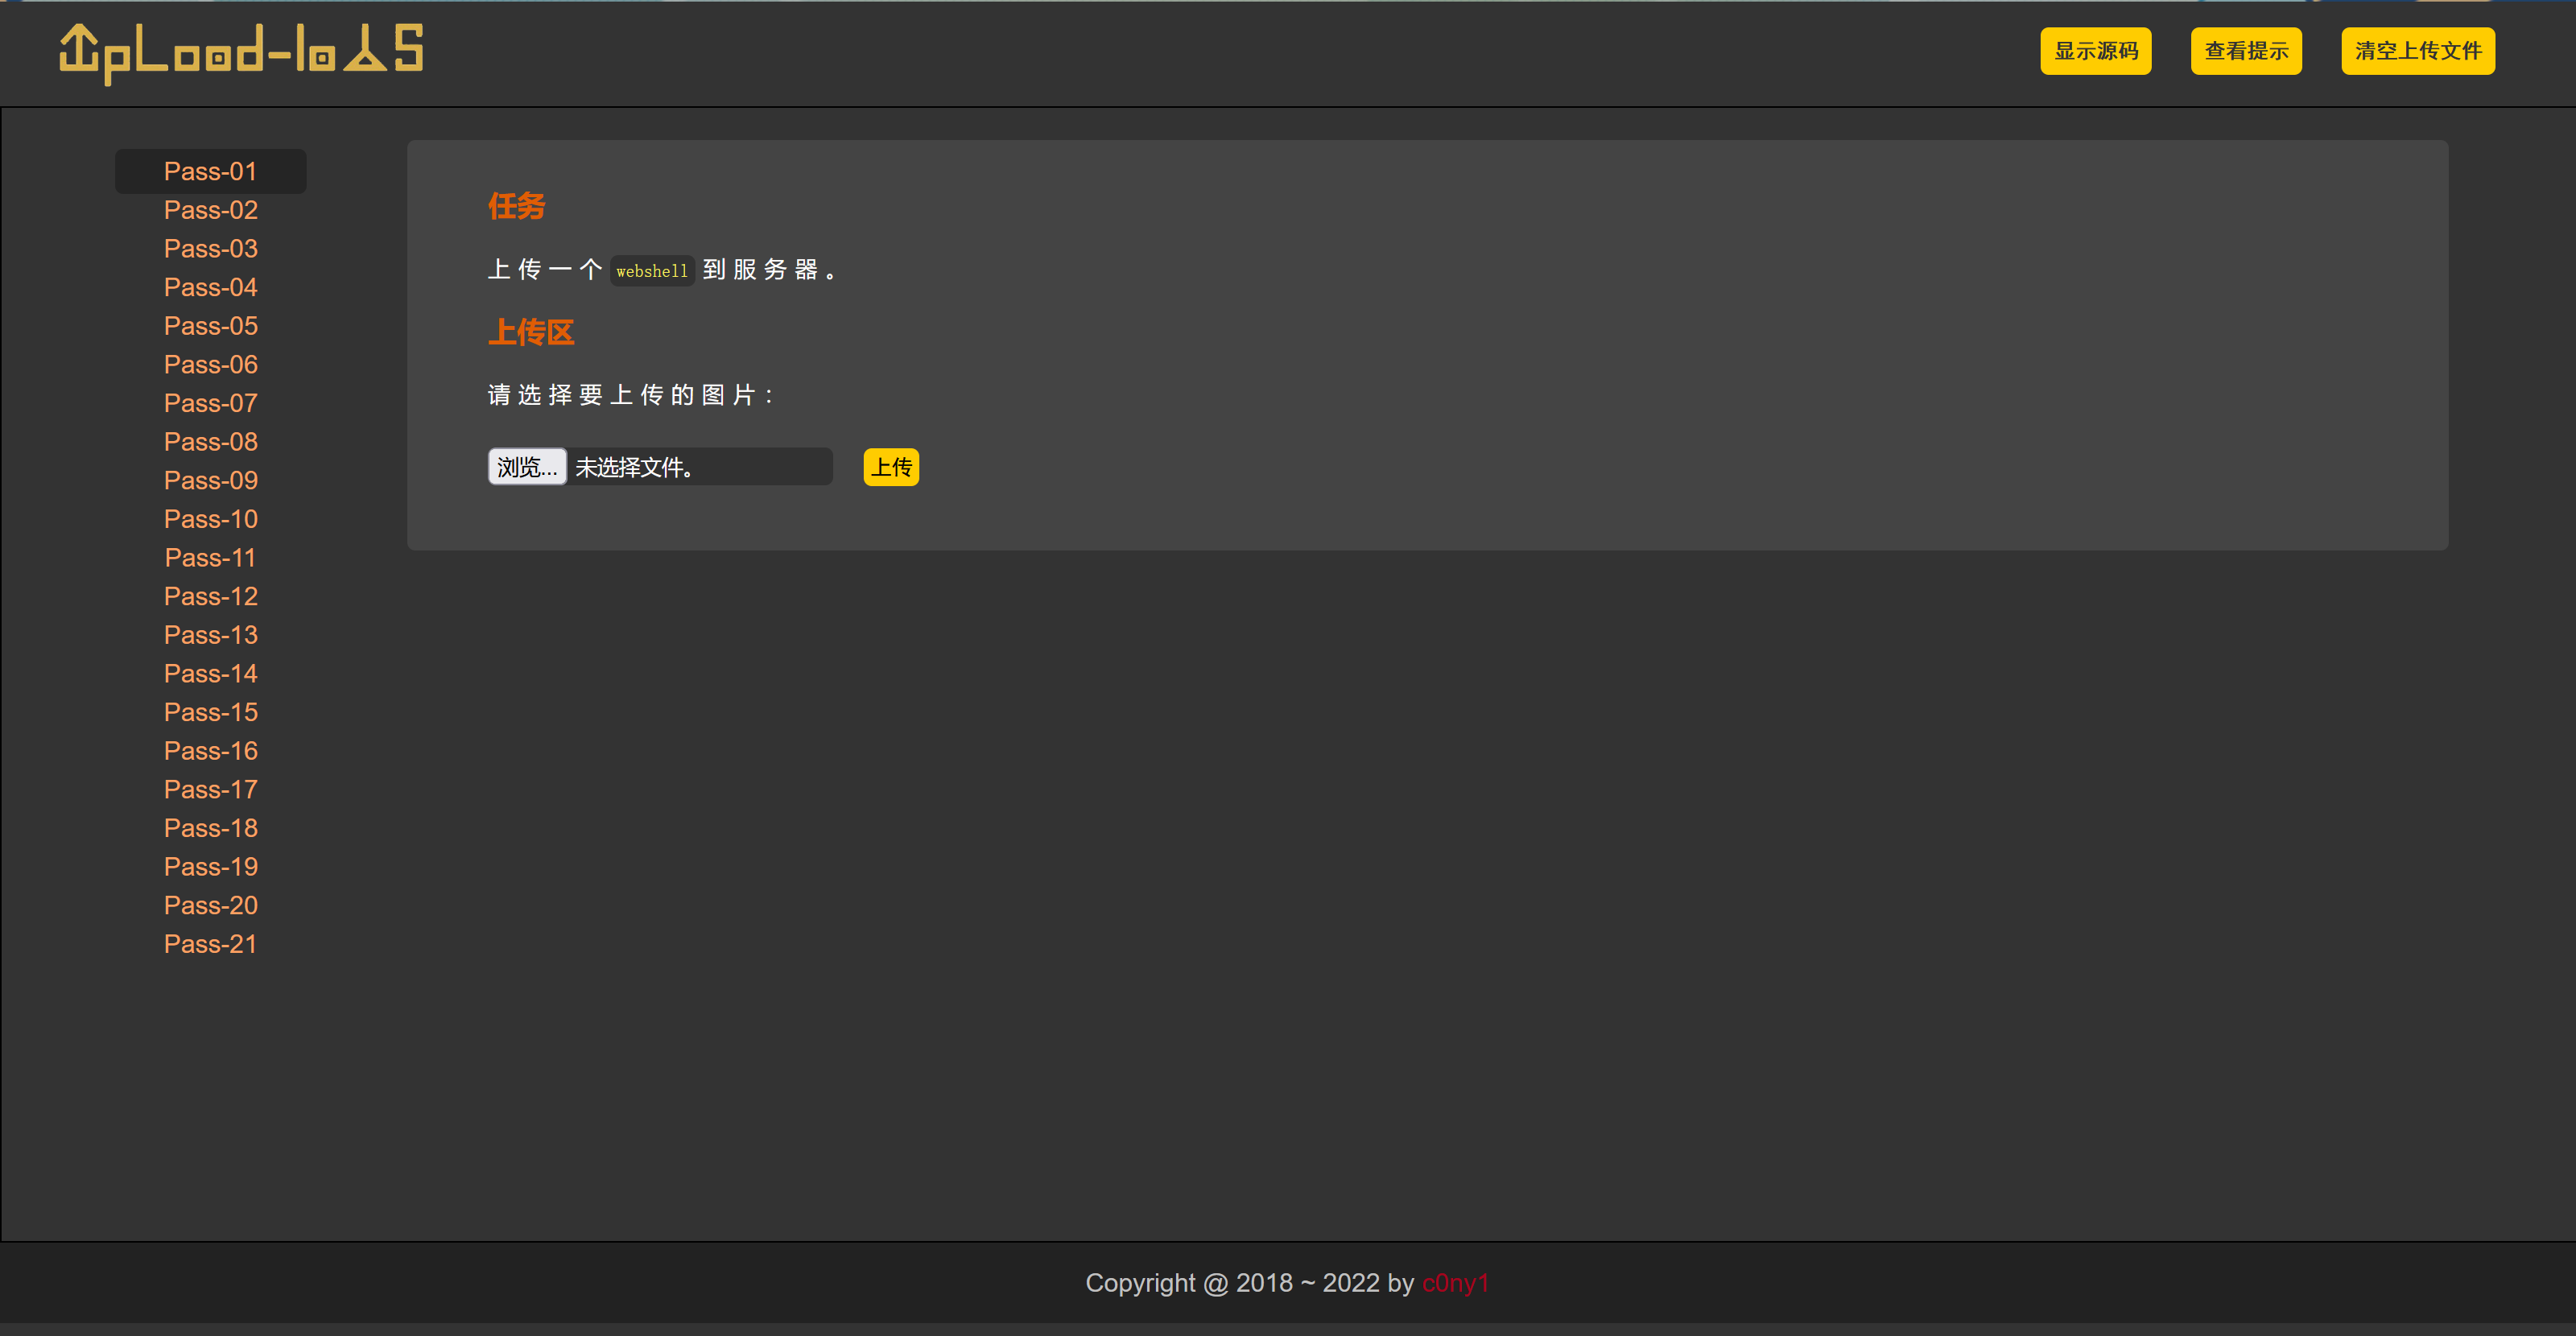 upLoad-labs
显示源码 查看提示 清空上传文件
Pass-01
Pass-02
Pass-03
Pass-04
Pass-05
Pass-06
Pass-07
Pass-08
Pass-09
Pass-10
Pass-11
Pass-12
Pass-13
Pass-14
Pass-15
Pass-16
Pass-17
Pass-18
Pass-19
Pass-20
Pass-21
任务
上传一个 webshell 到服务器。
上传区
请选择要上传的图片：
浏览... 未选择文件。 上传
Copyright @ 2018 ~ 2022 by c0ny1